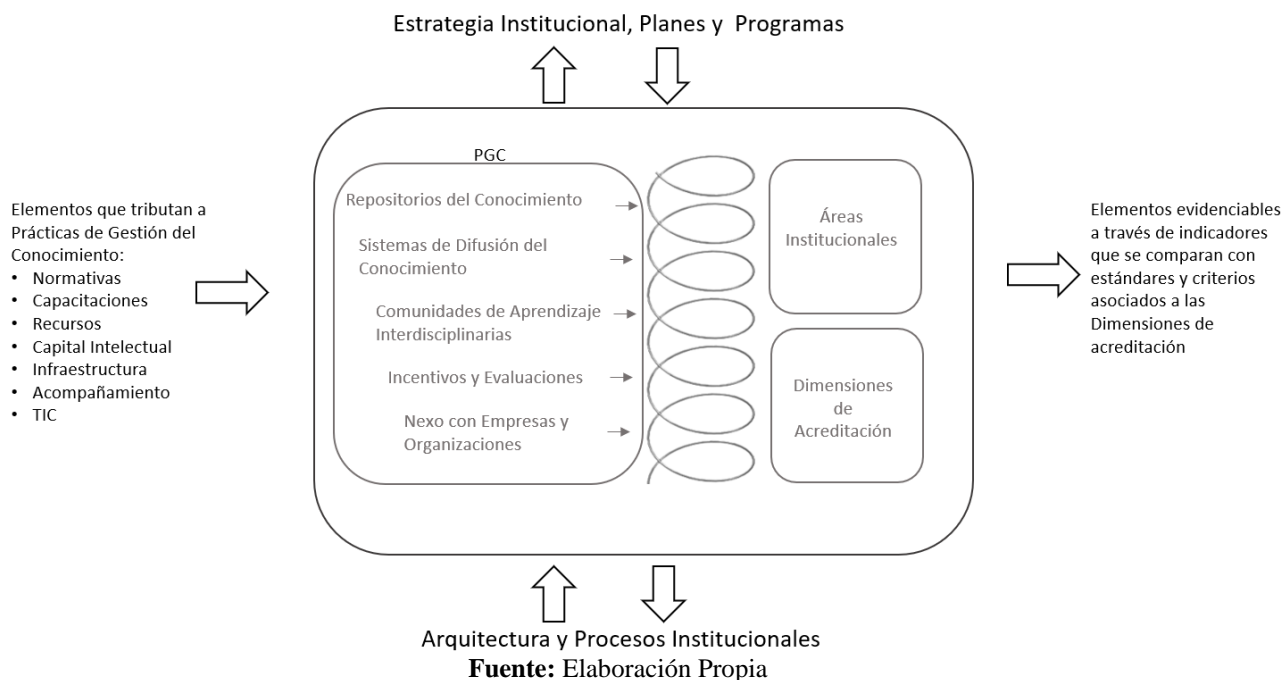 Estrategia Institucional, Planes y Programas
PGC
Repositorios del Conocimiento
Sistemas de Difusión del
Conocimiento
Comunidades de Aprendizaje
Interdisciplinarias
Incentivos y Evaluaciones
Nexo con Empresas y
Organizaciones
Áreas
Institucionales
Dimensiones
de
Acreditación
Elementos que tributan a
Prácticas de Gestión del
Conocimiento:
• Normativas
• Capacitaciones
• Recursos
• Capital Intelectual
• Infraestructura
• Acompañamiento
• TIC
Elementos evidenciables
a través de indicadores
que se comparan con
estándares y criterios
asociados a las
Dimensiones de
acreditación
Arquitectura y Procesos Institucionales
Fuente: Elaboración Propia